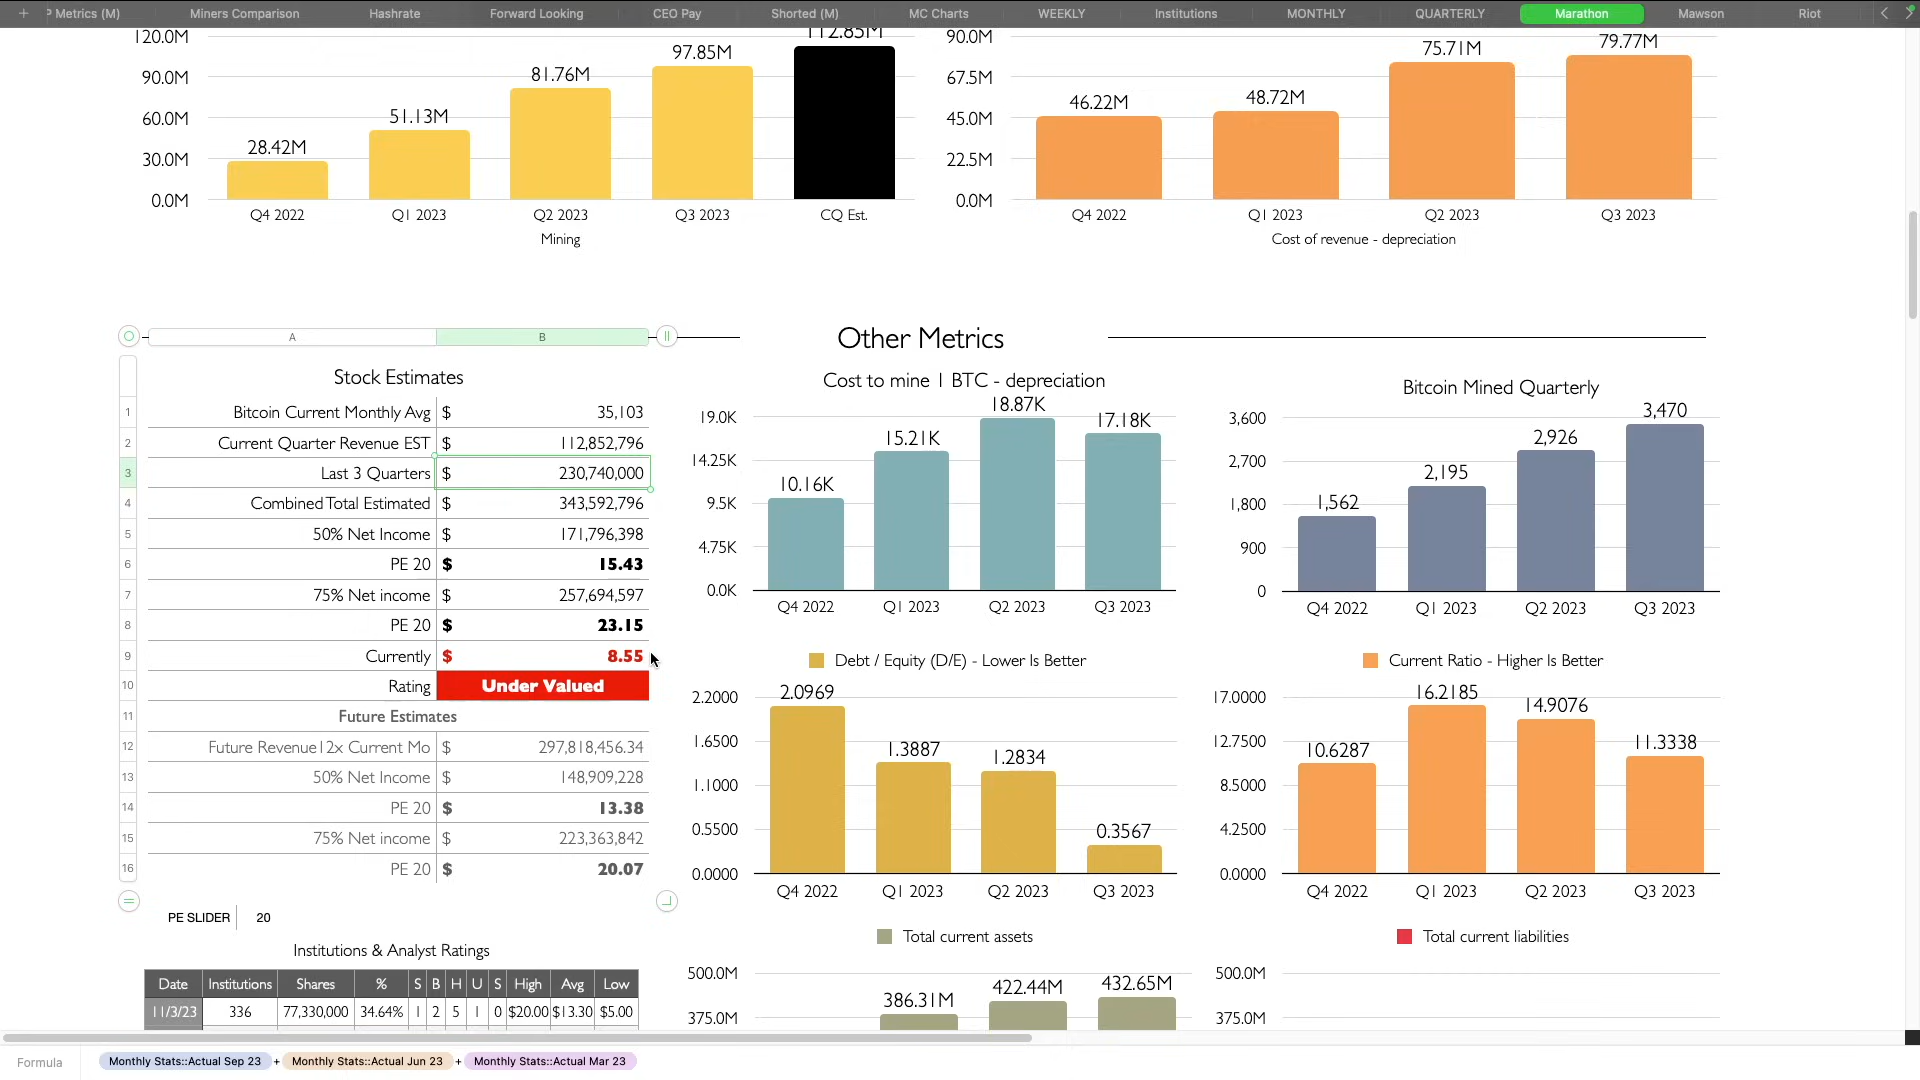 + P Metrics (M) Miners Comparison Hashrate Forward Looking CEO Pay Shorted (M) MC Charts WEEKLY Institutions MONTHLY QUARTERLY Marathon Mawson Riot
120.0M
90.0M
60.0M
30.0M
0.0M
28.42M
51.13M
81.76M
97.85M
112.85M
Q4 2022 Q1 2023 Q2 2023 Q3 2023 CQ Est.
Mining
90.0M
67.5M
45.0M
22.5M
0.0M
46.22M
48.72M
75.71M
79.77M
Q4 2022 Q1 2023 Q2 2023 Q3 2023
Cost of revenue - depreciation
Other Metrics
A B
Stock Estimates
1 Bitcoin Current Monthly Avg $ 35,103
2 Current Quarter Revenue EST $ 112,852,796
3 Last 3 Quarters $ 230,740,000
4 Combined Total Estimated $ 343,592,796
5 50% Net Income $ 171,796,398
6 PE 20 $ 15.43
7 75% Net income $ 257,694,597
8 PE 20 $ 23.15
9 Currently $ 8.55
10 Rating Under Valued
11 Future Estimates
12 Future Revenue12x Current Mo $ 297,818,456.34
13 50% Net Income $ 148,909,228
14 PE 20 $ 13.38
15 75% Net income $ 223,363,842
16 PE 20 $ 20.07
PE SLIDER 20
Institutions & Analyst Ratings
Date Institutions Shares % S B H U S High Avg Low
11/3/23 336 77,330,000 34.64% 1 2 5 1 0 $20.00 $13.30 $5.00
Cost to mine 1 BTC - depreciation
19.0K
14.25K
9.5K
4.75K
0.0K
10.16K
15.21K
18.87K
17.18K
Q4 2022 Q1 2023 Q2 2023 Q3 2023
Bitcoin Mined Quarterly
3,600
2,700
1,800
900
0
1,562
2,195
2,926
3,470
Q4 2022 Q1 2023 Q2 2023 Q3 2023
Debt / Equity (D/E) - Lower Is Better
2.2000
1.6500
1.1000
0.5500
0.0000
2.0969
1.3887
1.2834
0.3567
Q4 2022 Q1 2023 Q2 2023 Q3 2023
Current Ratio - Higher Is Better
17.0000
12.7500
8.5000
4.2500
0.0000
10.6287
16.2185
14.9076
11.3338
Q4 2022 Q1 2023 Q2 2023 Q3 2023
Total current assets
500.0M
375.0M
386.31M
422.44M
432.65M
Total current liabilities
500.0M
375.0M
Formula Monthly Stats::Actual Sep 23 + Monthly Stats::Actual Jun 23 + Monthly Stats::Actual Mar 23